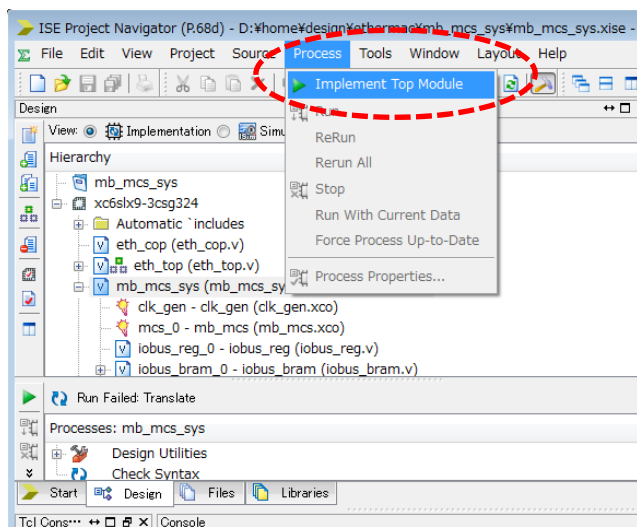 ISE Project Navigator (P.68d) - D:¥home¥design¥ethermac¥mb_mcs_sys¥mb_mcs_sys.xise -
File Edit View Project Source Process Tools Window Layout Help
Implement Top Module
Design
Run
View: Implementation
ReRun
Hierarchy
Rerun All
mb_mcs_sys
Stop
xc6slx9-3csg324
Run With Current Data
Automatic `includes
Force Process Up-to-Date
eth_cop (eth_cop.v)
eth_top (eth_top.v)
Process Properties...
mb_mcs_sys (mb_mcs_sy
clk_gen - clk_gen (clk_gen.xco)
mcs_0 - mb_mcs (mb_mcs.xco)
iobus_reg_0 - iobus_reg (iobus_reg.v)
iobus_bram_0 - iobus_bram (iobus_bram.v)
Run Failed: Translate
Processes: mb_mcs_sys
Design Utilities
Check Syntax
Start Design Files Libraries
Tcl Cons··· Console